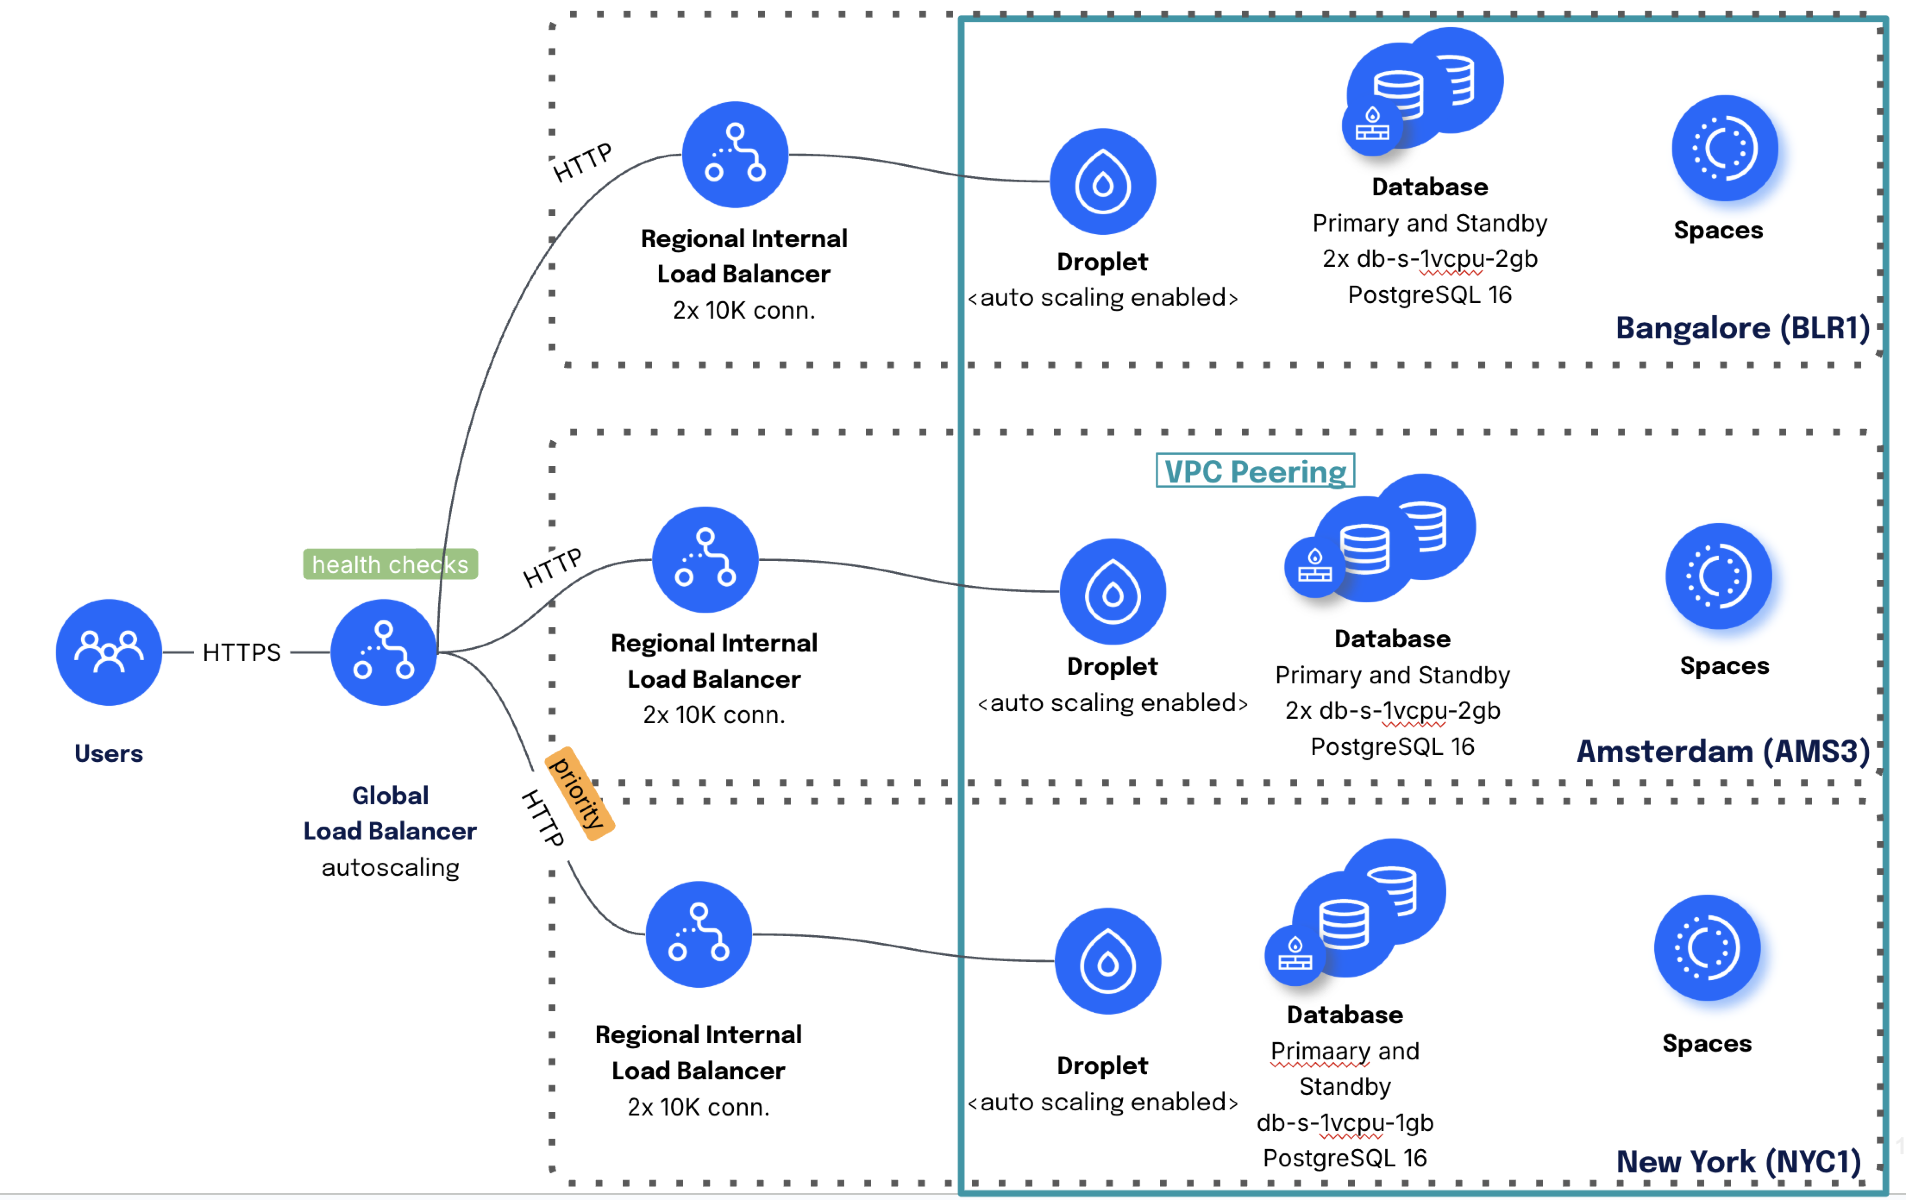 HTTP
Regional Internal
Load Balancer
2x 10K conn.
Droplet
<auto scaling enabled>
Database
Primary and Standby
2x db-s-1vcpu-2gb
PostgreSQL 16
Spaces
Bangalore (BLR1)
VPC Peering
health checks
HTTP
Users
HTTPS
Global
Load Balancer
autoscaling
Regional Internal
Load Balancer
2x 10K conn.
Droplet
<auto scaling enabled>
Database
Primary and Standby
2x db-s-1vcpu-2gb
PostgreSQL 16
Spaces
Amsterdam (AMS3)
priority
HTTP
Regional Internal
Load Balancer
2x 10K conn.
Droplet
<auto scaling enabled>
Database
Primaary and
Standby
db-s-1vcpu-1gb
PostgreSQL 16
Spaces
New York (NYC1)
1